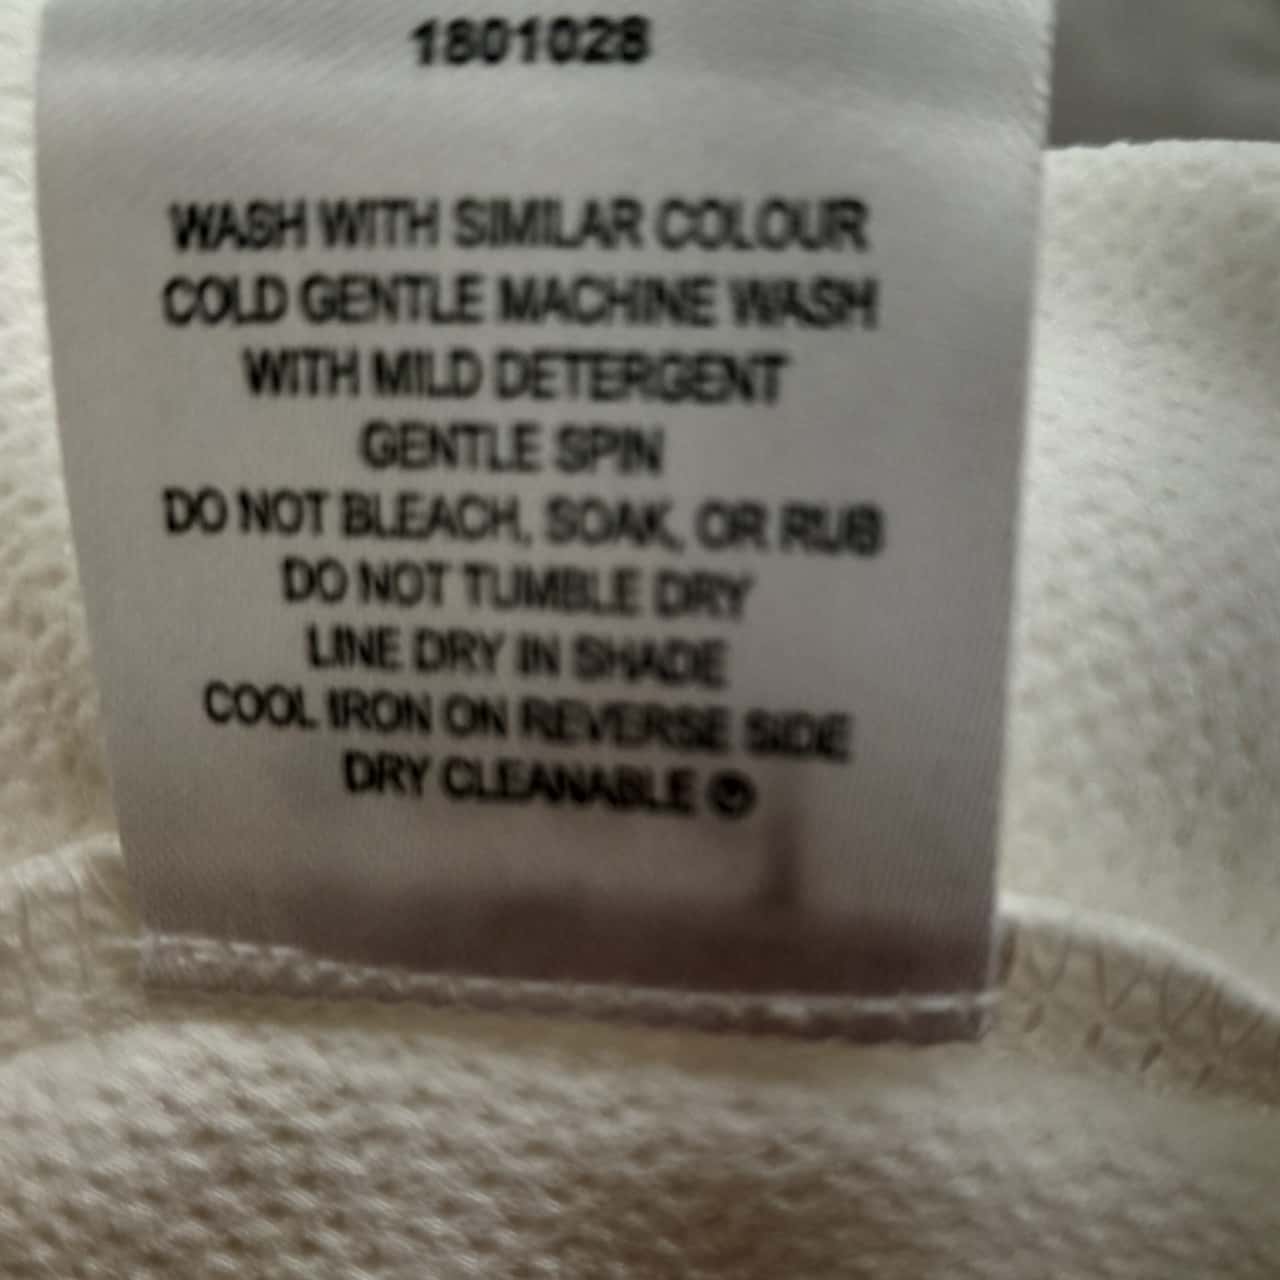 1801028
WASH WITH SIMILAR COLOUR
COLD GENTLE MACHINE WASH
WITH MILD DETERGENT
GENTLE SPIN
DO NOT BLEACH, SOAK, OR RUB
DO NOT TUMBLE DRY
LINE DRY IN SHADE
COOL IRON ON REVERSE SIDE
DRY CLEANABLE